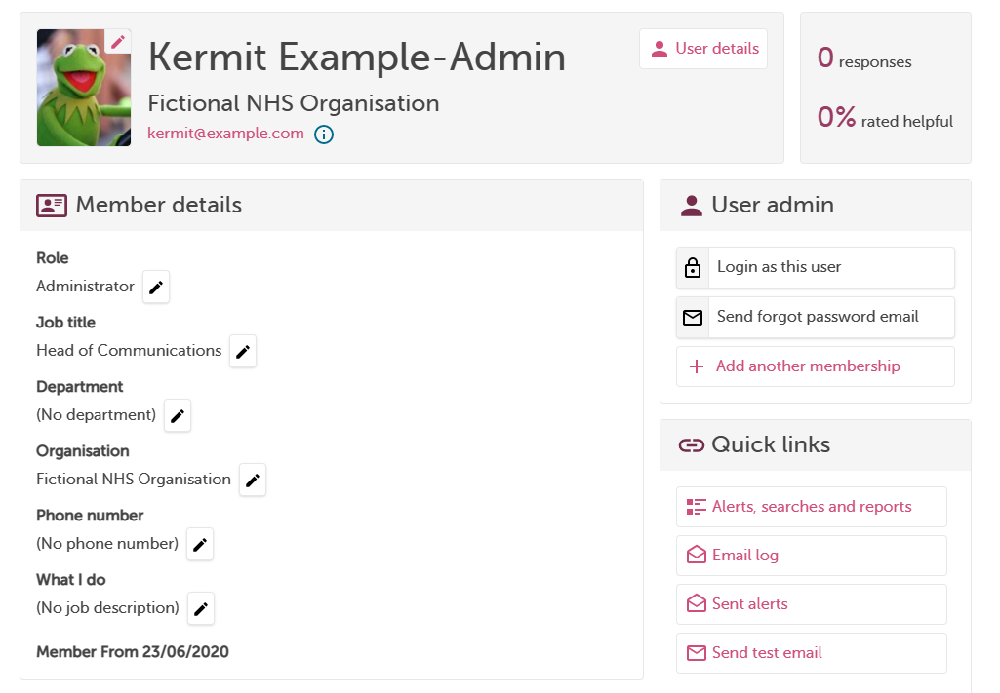 Kermit Example-Admin
User details
Fictional NHS Organisation
kermit@example.com
0 responses
0% rated helpful
Member details
Role
Administrator
Job title
Head of Communications
Department
(No department)
Organisation
Fictional NHS Organisation
Phone number
(No phone number)
What I do
(No job description)
Member From 23/06/2020
User admin
Login as this user
Send forgot password email
Add another membership
Quick links
Alerts, searches and reports
Email log
Sent alerts
Send test email